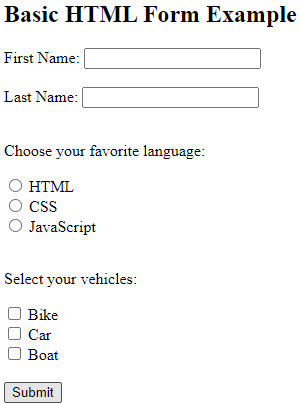 Basic HTML Form Example
First Name:
Last Name:
Choose your favorite language:
HTML
CSS
JavaScript
Select your vehicles:
Bike
Car
Boat
Submit